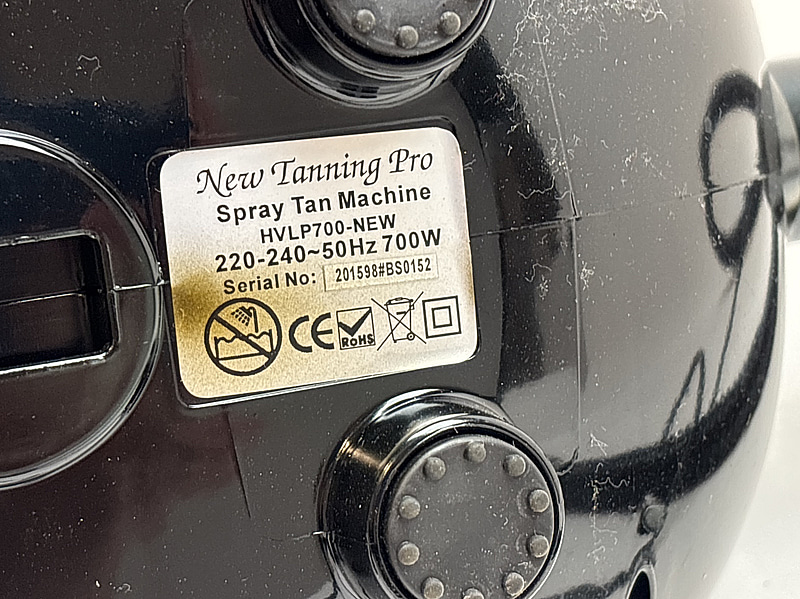 New Tanning Pro
Spray Tan Machine
HVLP700-NEW
220-240~50Hz 700W
Serial No: 201598#BS0152
CE RoHS